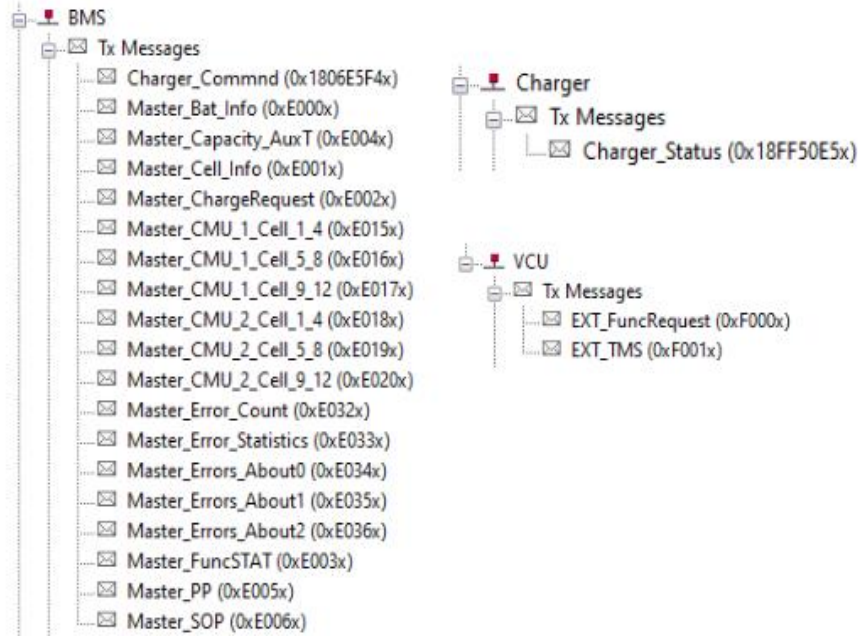 BMS
Tx Messages
Charger_Commnd (0x1806E5F4x)
Master_Bat_Info (0xE000x)
Master_Capacity_AuxT (0xE004x)
Master_Cell_Info (0xE001x)
Master_ChargeRequest (0xE002x)
Master_CMU_1_Cell_1_4 (0xE015x)
Master_CMU_1_Cell_5_8 (0xE016x)
Master_CMU_1_Cell_9_12 (0xE017x)
Master_CMU_2_Cell_1_4 (0xE018x)
Master_CMU_2_Cell_5_8 (0xE019x)
Master_CMU_2_Cell_9_12 (0xE020x)
Master_Error_Count (0xE032x)
Master_Error_Statistics (0xE033x)
Master_Errors_About0 (0xE034x)
Master_Errors_About1 (0xE035x)
Master_Errors_About2 (0xE036x)
Master_FuncSTAT (0xE003x)
Master_PP (0xE005x)
Master_SOP (0xE006x)
Charger
Tx Messages
Charger_Status (0x18FF50E5x)
VCU
Tx Messages
EXT_FuncRequest (0xF000x)
EXT_TMS (0xF001x)